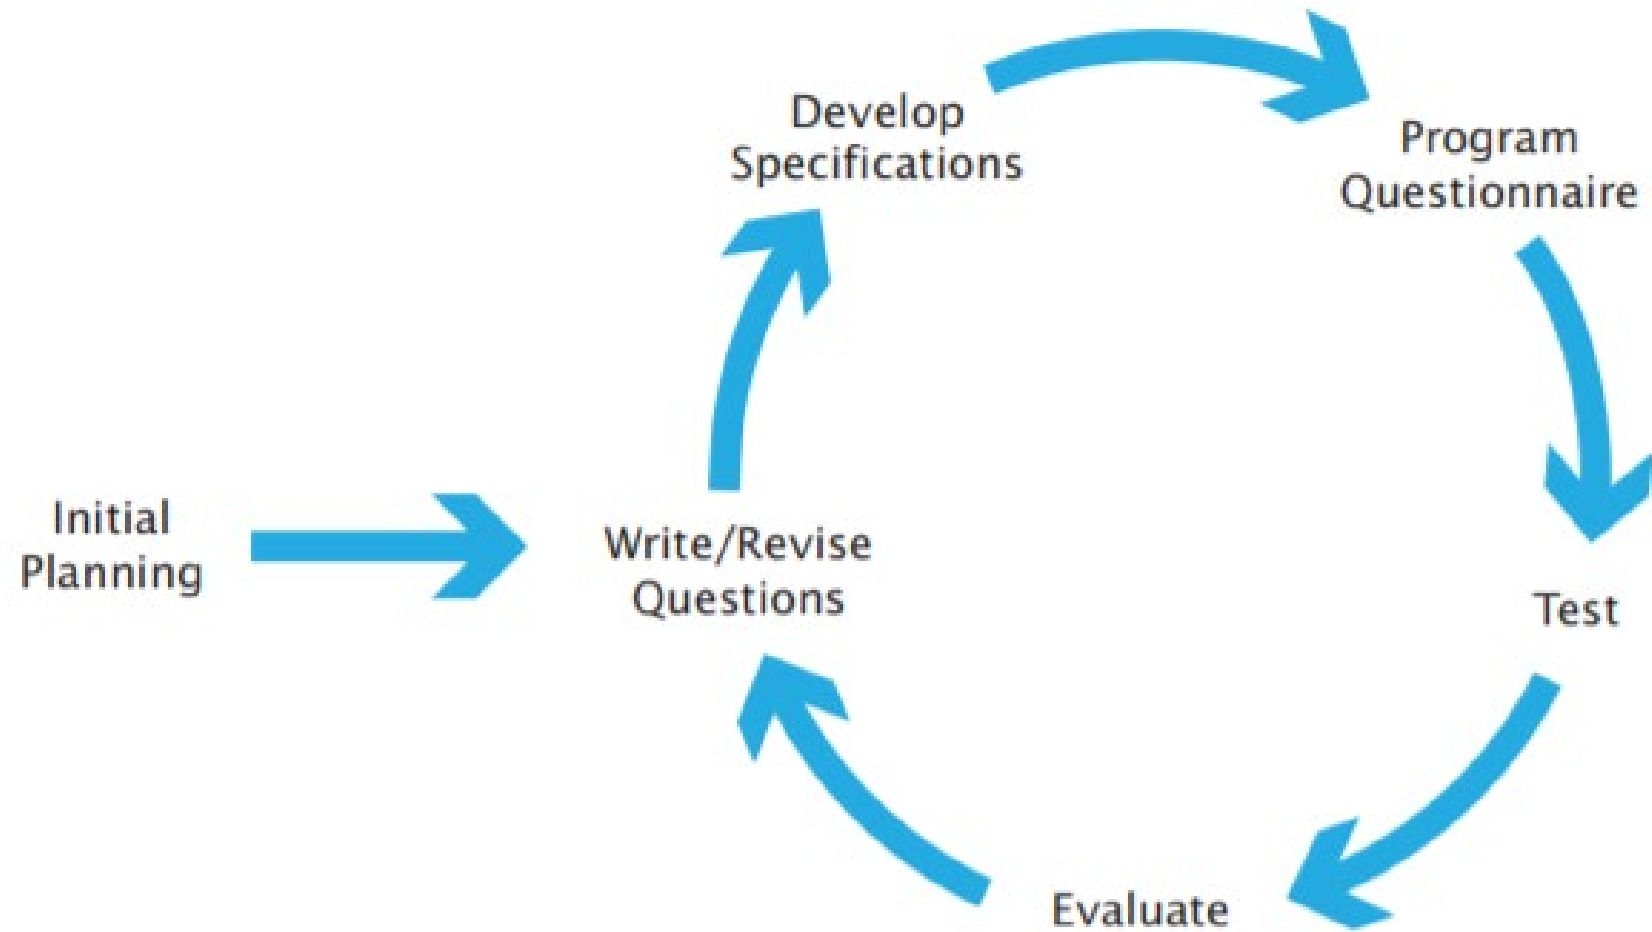 Develop
Specifications
Program
Questionnaire
Initial
Planning
Write/Revise
Questions
Test
Evaluate